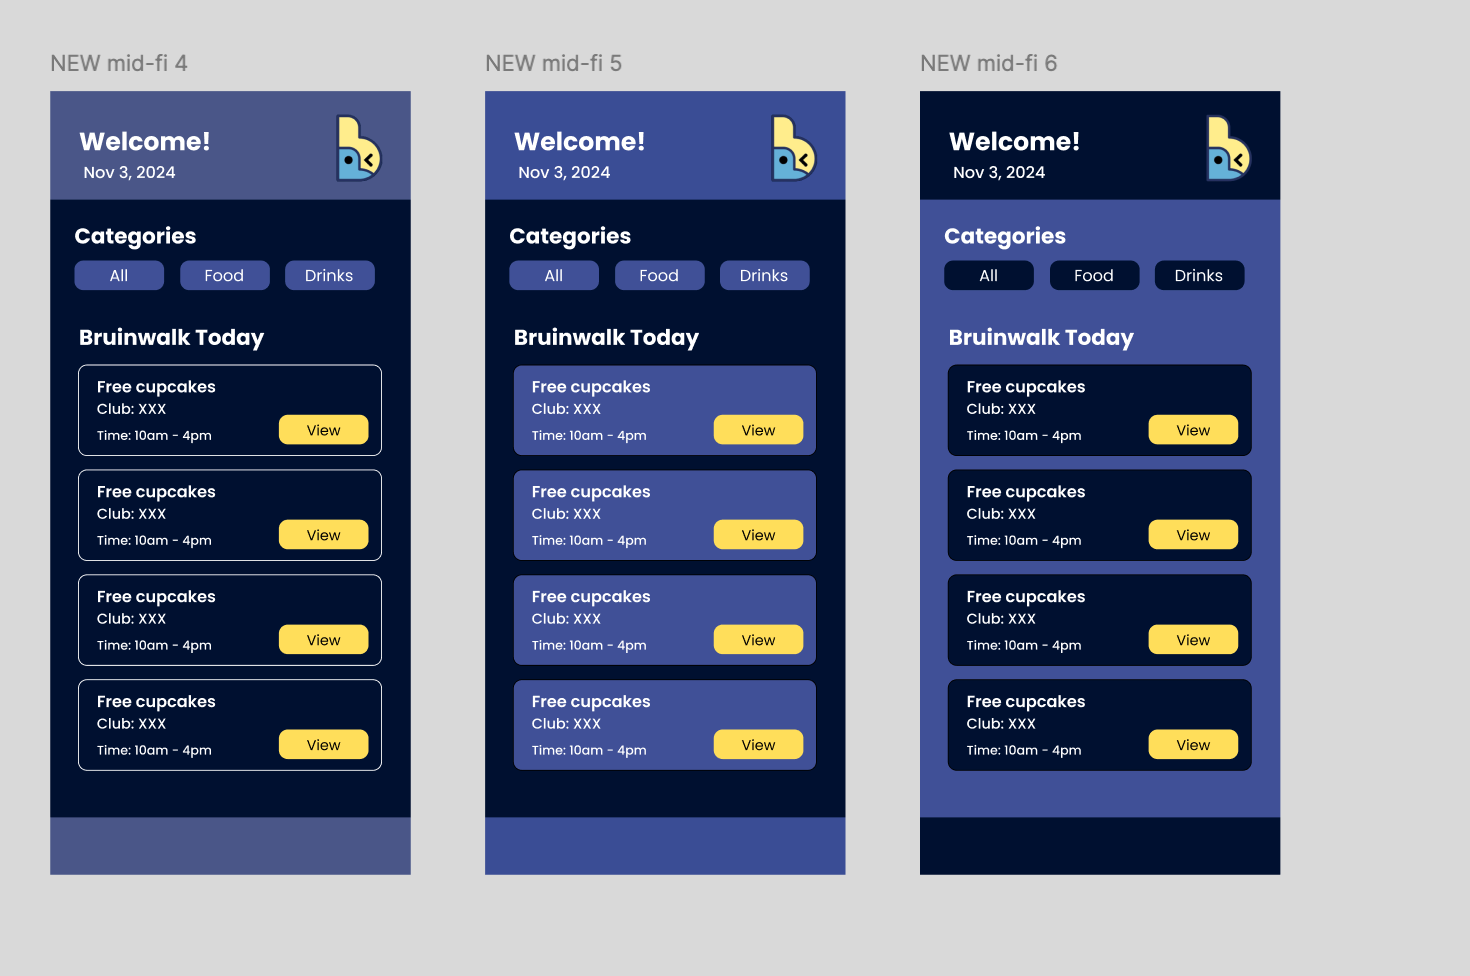 NEW mid-fi 4
Welcome!
Nov 3, 2024
Categories
All Food Drinks
Bruinwalk Today
Free cupcakes
Club: XXX
Time: 10am - 4pm
View
Free cupcakes
Club: XXX
Time: 10am - 4pm
View
Free cupcakes
Club: XXX
Time: 10am - 4pm
View
Free cupcakes
Club: XXX
Time: 10am - 4pm
View
NEW mid-fi 5
Welcome!
Nov 3, 2024
Categories
All Food Drinks
Bruinwalk Today
Free cupcakes
Club: XXX
Time: 10am - 4pm
View
Free cupcakes
Club: XXX
Time: 10am - 4pm
View
Free cupcakes
Club: XXX
Time: 10am - 4pm
View
Free cupcakes
Club: XXX
Time: 10am - 4pm
View
NEW mid-fi 6
Welcome!
Nov 3, 2024
Categories
All Food Drinks
Bruinwalk Today
Free cupcakes
Club: XXX
Time: 10am - 4pm
View
Free cupcakes
Club: XXX
Time: 10am - 4pm
View
Free cupcakes
Club: XXX
Time: 10am - 4pm
View
Free cupcakes
Club: XXX
Time: 10am - 4pm
View